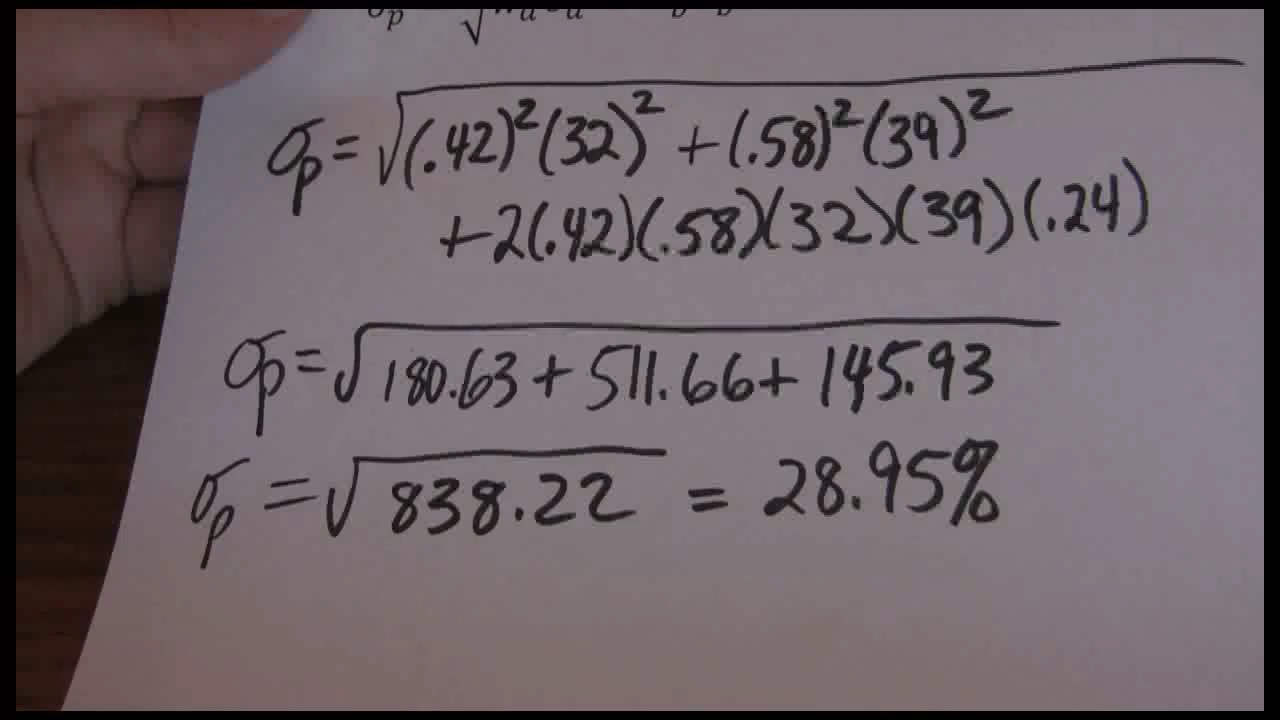 σp = √(.42)²(32)² + (.58)²(39)²
+2(.42)(.58)(32)(39)(.24)
σp = √180.63 + 511.66 + 145.93
σp = √838.22 = 28.95%